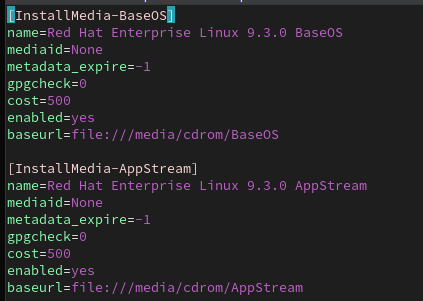 [InstallMedia-BaseOS]
name=Red Hat Enterprise Linux 9.3.0 BaseOS
mediaid=None
metadata_expire=-1
gpgcheck=0
cost=500
enabled=yes
baseurl=file:///media/cdrom/BaseOS

[InstallMedia-AppStream]
name=Red Hat Enterprise Linux 9.3.0 AppStream
mediaid=None
metadata_expire=-1
gpgcheck=0
cost=500
enabled=yes
baseurl=file:///media/cdrom/AppStream